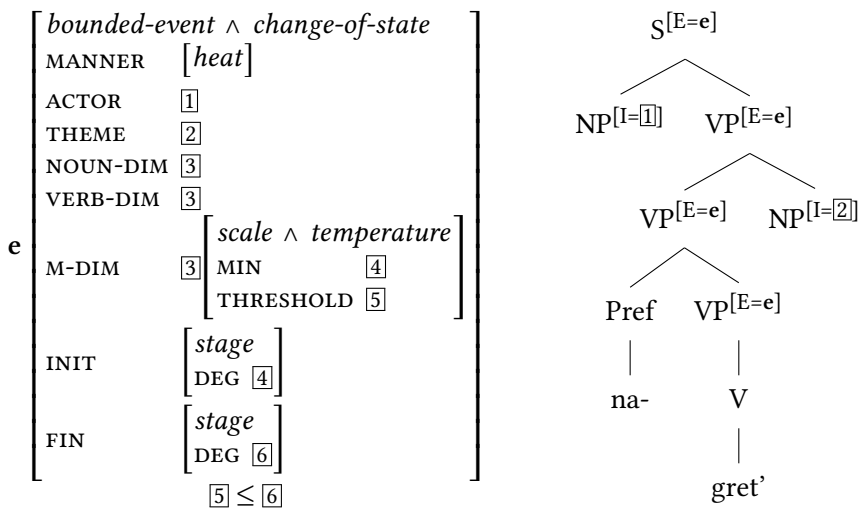 bounded-event ∧ change-of-state
MANNER [heat]
ACTOR 1
THEME 2
NOUN-DIM 3
VERB-DIM 3
e
M-DIM 3
scale ∧ temperature
MIN 4
THRESHOLD 5
INIT
stage
DEG 4
FIN
stage
DEG 6
5 ≤ 6
S[E=e]
NP[I=1] VP[E=e]
VP[E=e] NP[I=2]
Pref VP[E=e]
na- V
gret’